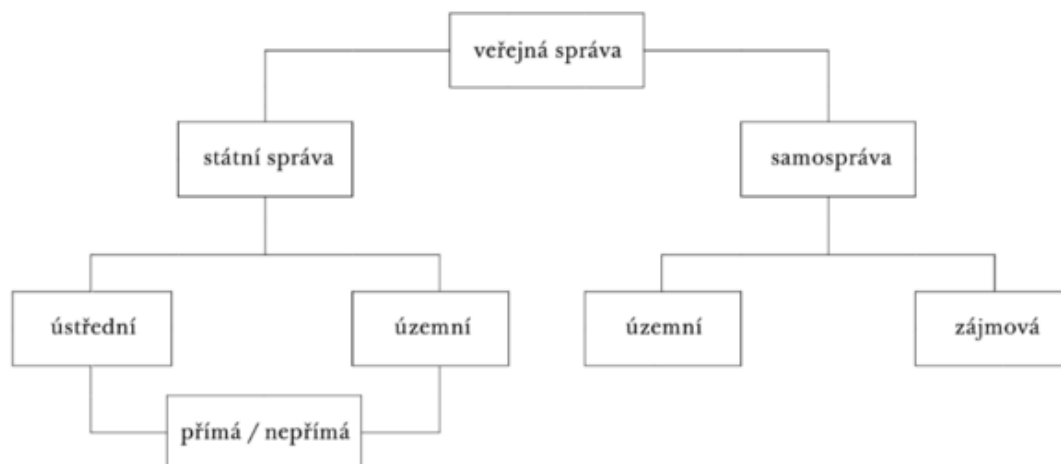 veřejná správa
státní správa
samospráva
ústřední
územní
územní
zájmová
přímá / nepřímá